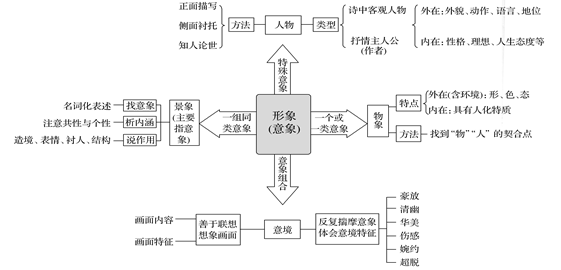 正面描写
侧面衬托
知人论世
方法
人物
类型
诗中客观人物
抒情主人公
(作者)
外在:外貌、动作、语言、地位
内在:性格、理想、人生态度等
特殊意象
名词化表述
注意共性与个性
造境、表情、衬人、结构
找意象
析内涵
说作用
景象
(主要
指意
象)
一组同
类意象
形象
(意象)
一个或
一类意象
物象
特点
外在(含环境):形、色、态
内在:具有人化特质
方法
找到“物”“人”的契合点
意象组合
画面内容
画面特征
善于联想
想象画面
意境
反复揣摩意象
体会意境特征
豪放
清幽
华美
伤感
婉约
超脱